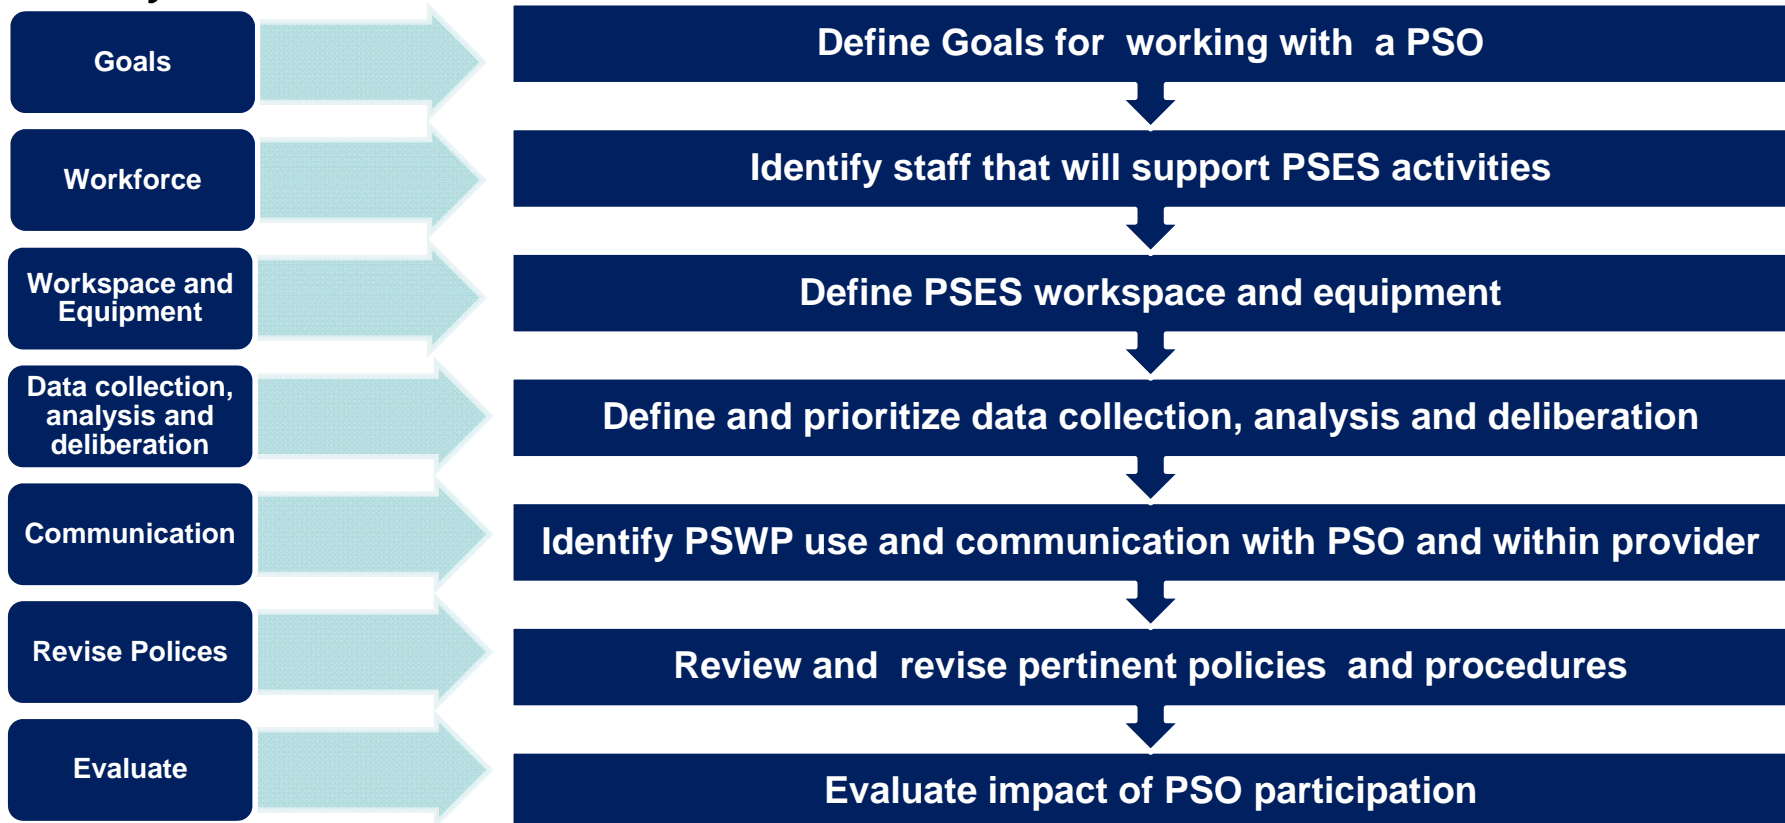 Goals
Define Goals for working with a PSO
Workforce
Identify staff that will support PSES activities
Workspace and
Equipment
Define PSES workspace and equipment
Data collection,
analysis and
deliberation
Define and prioritize data collection, analysis and deliberation
Communication
Identify PSWP use and communication with PSO and within provider
Revise Polices
Review and revise pertinent policies and procedures
Evaluate
Evaluate impact of PSO participation